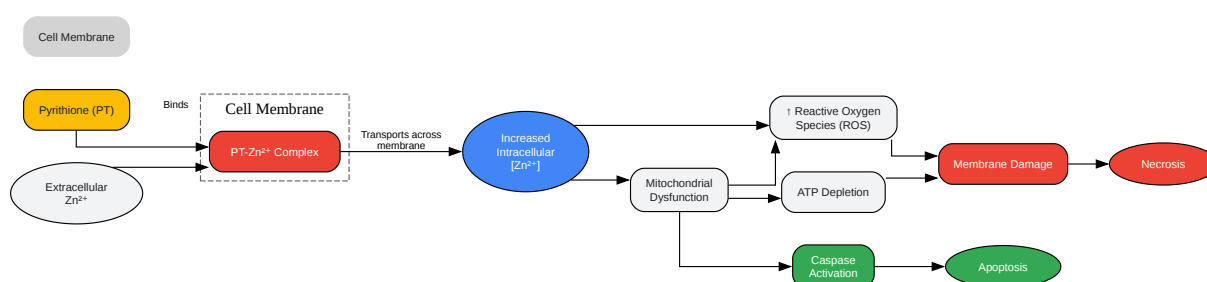 Cell Membrane
Pyrithione (PT)
Binds
Cell Membrane
PT-Zn²⁺ Complex
Extracellular
Zn²⁺
Transports across
membrane
Increased
Intracellular
[Zn²⁺]
↑ Reactive Oxygen
Species (ROS)
Mitochondrial
Dysfunction
ATP Depletion
Membrane Damage
Necrosis
Caspase
Activation
Apoptosis